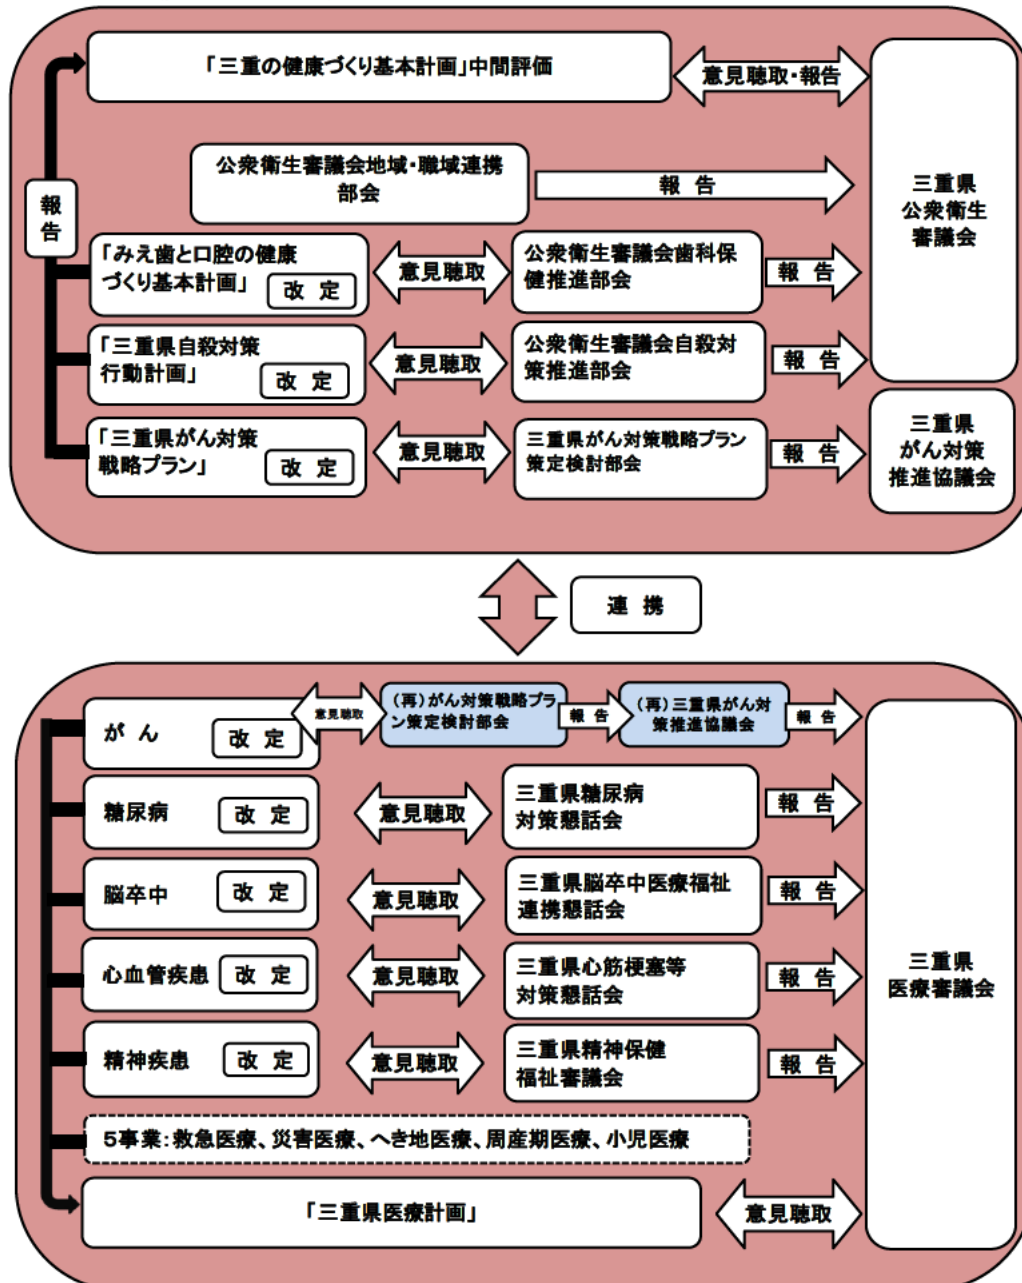 「三重の健康づくり基本計画」中間評価
意見聴取・報告
公衆衛生審議会地域・職域連携
部会
報 告
三重県
公衆衛生
審議会
報
告
「みえ歯と口腔の健康
づくり基本計画」
改 定
意見聴取
公衆衛生審議会歯科保
健推進部会
報 告
「三重県自殺対策
行動計画」
改 定
意見聴取
公衆衛生審議会自殺対
策推進部会
報 告
「三重県がん対策
戦略プラン」
改 定
意見聴取
三重県がん対策戦略プラン
策定検討部会
報 告
三重県
がん対策
推進協議会
連 携
が ん
改 定
意見聴取
(再)がん対策戦略プラ
ン策定検討部会
報 告
(再)三重県がん対
策推進協議会
報 告
糖尿病
改 定
意見聴取
三重県糖尿病
対策懇話会
報 告
脳卒中
改 定
意見聴取
三重県脳卒中医療福祉
連携懇話会
報 告
心血管疾患
改 定
意見聴取
三重県心筋梗塞等
対策懇話会
報 告
三重県
医療審議会
精神疾患
改 定
意見聴取
三重県精神保健
福祉審議会
報 告
5事業:救急医療、災害医療、へき地医療、周産期医療、小児医療
「三重県医療計画」
意見聴取